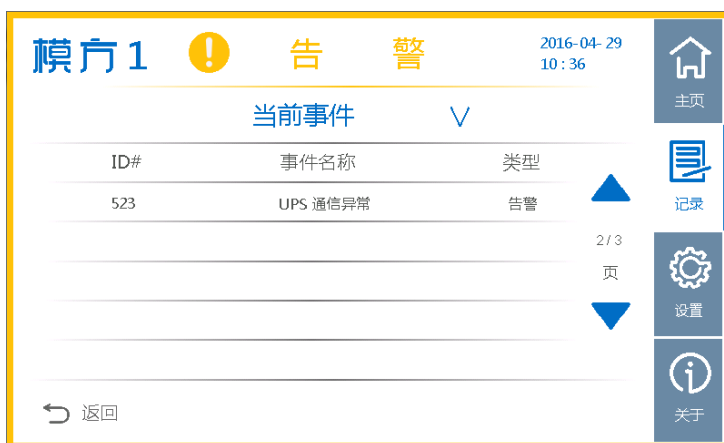 模方1 ! 告 警 2016-04-29
10 : 36
主页
当前事件 ∨
ID# 事件名称 类型
523 UPS 通信异常 告警
记录
2/3
页
设置
返回
关于